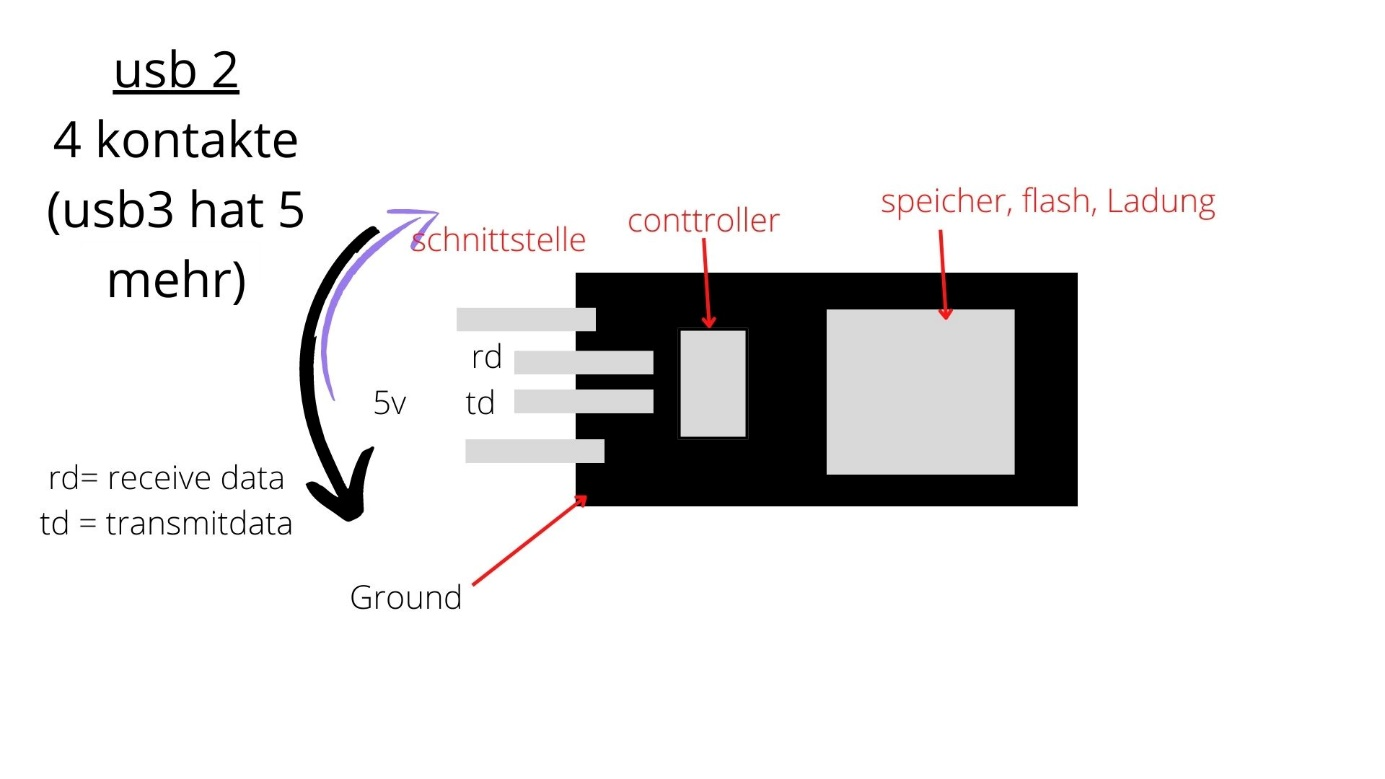 usb 2
4 kontakte
(usb3 hat 5
mehr)
schnittstelle
conttroller
speicher, flash, Ladung
rd
5v
td
rd= receive data
td = transmitdata
Ground